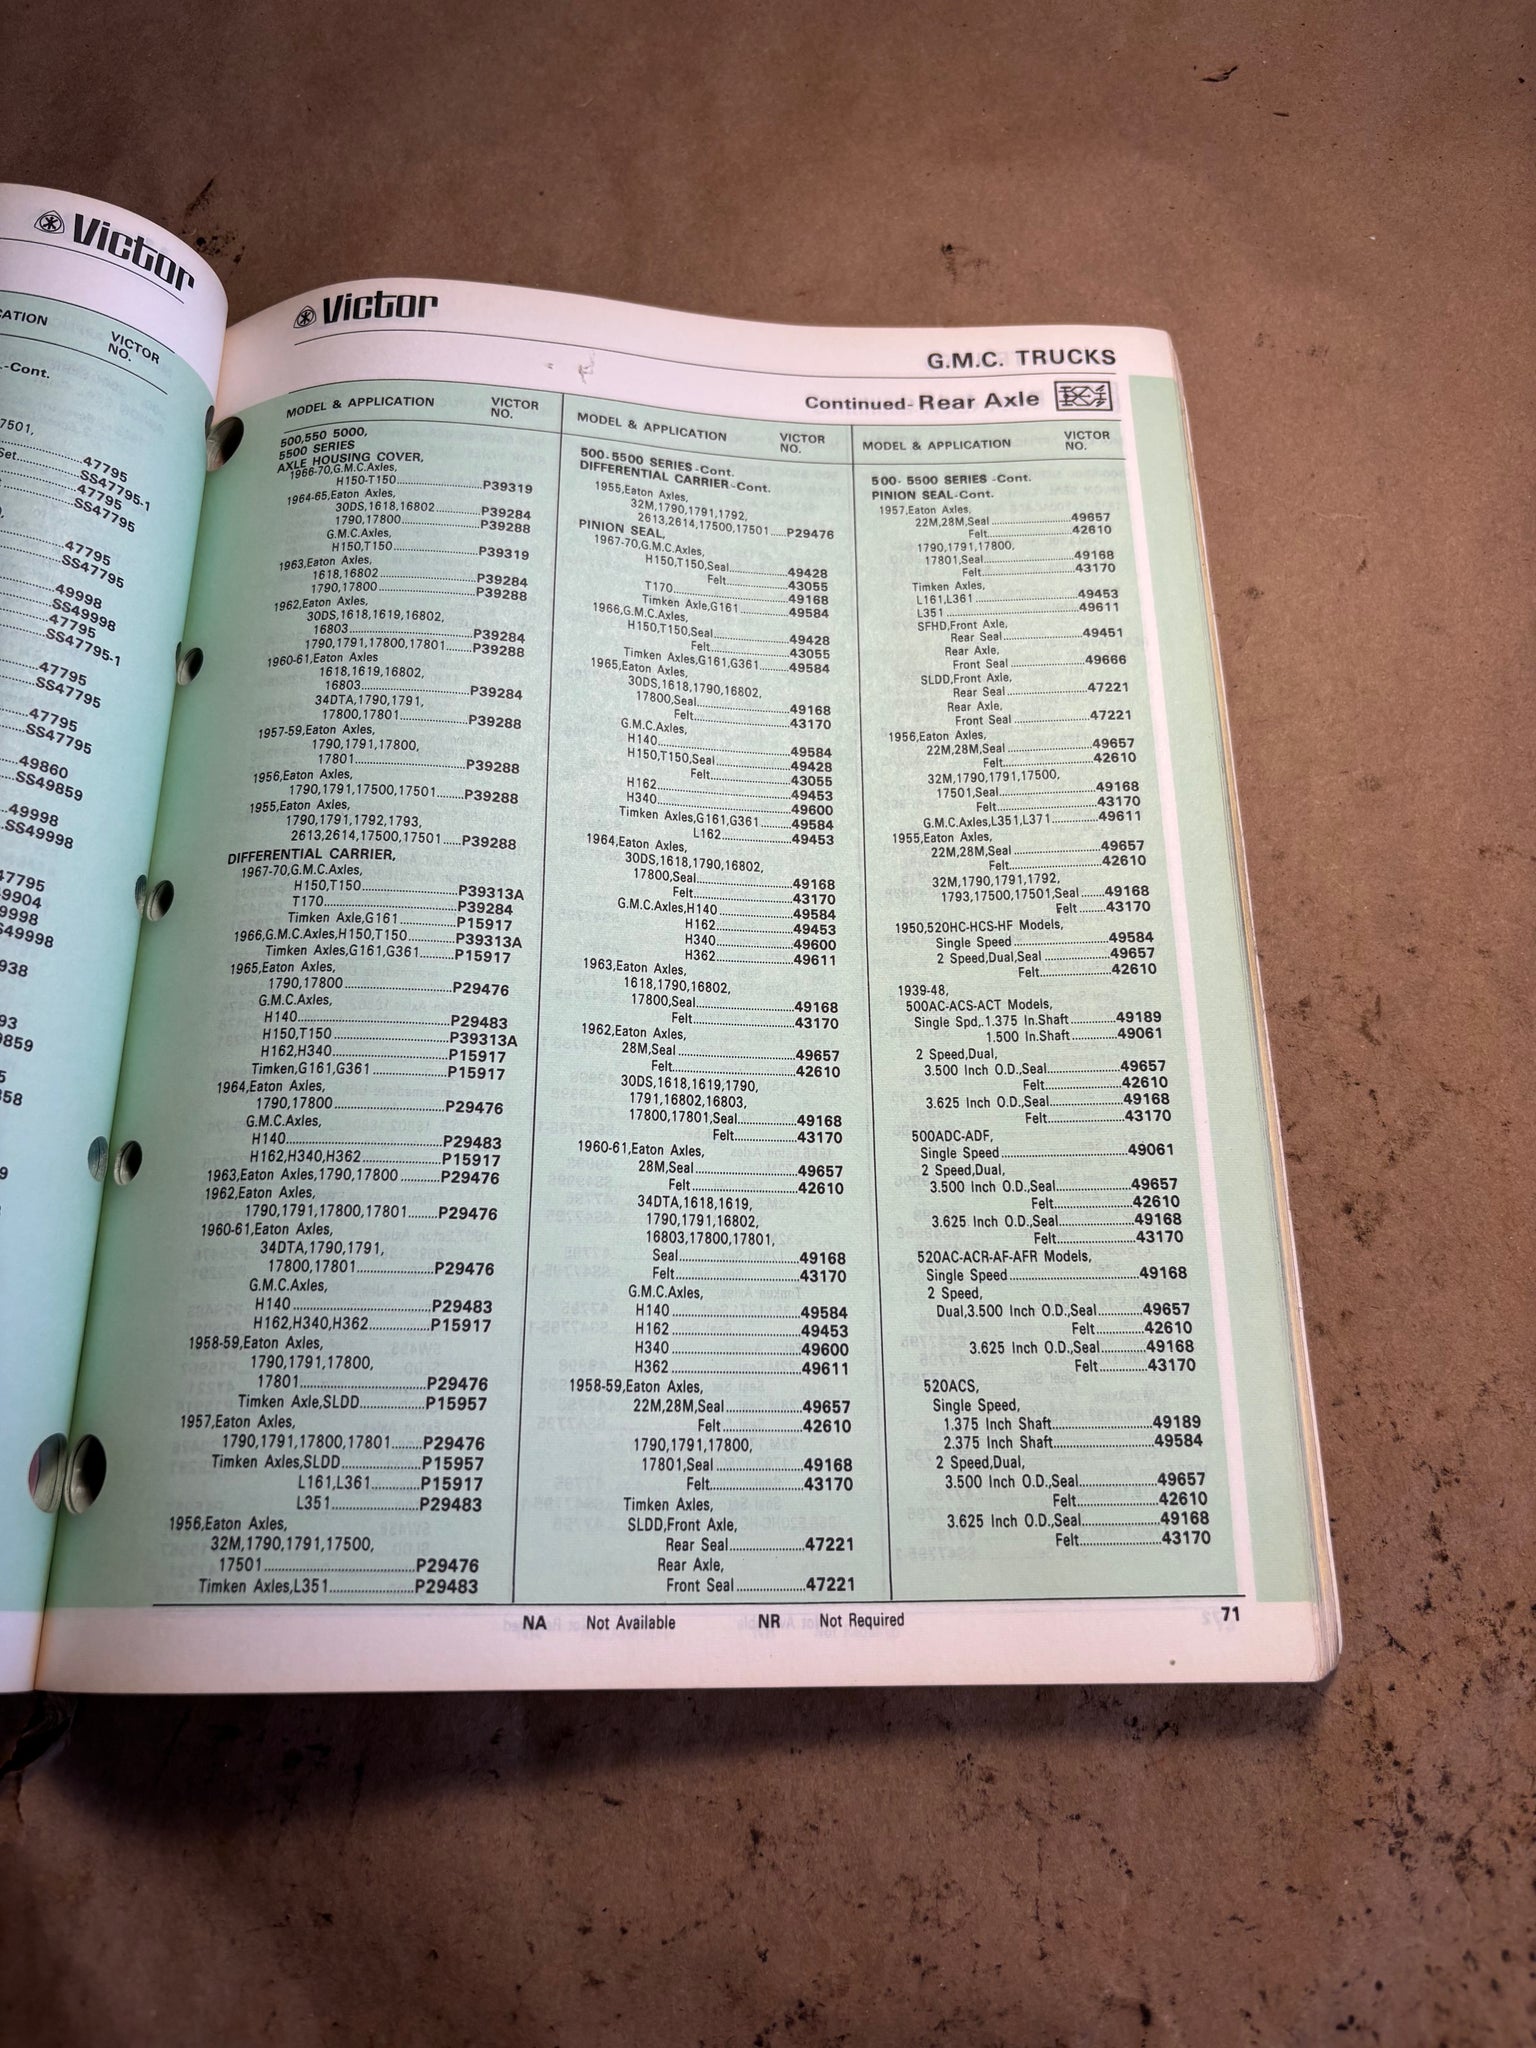 Victor
CATION
VICTOR
NO.
.-Cont.
7501,
47795
Set SS47795-1
47795
SS47795
47795
SS47795
49998
SS49998
47795
SS47795-1
47795
SS47795
47795
SS47795
49860
SS49859
49998
SS49998
47795
Victor
G.M.C. TRUCKS
Continued-Rear Axle
MODEL & APPLICATION VICTOR NO.
500,550 5000,
5500 SERIES
AXLE HOUSING COVER,
1966-70,G.M.C.Axles,
H150-T150..........P39319
1964-65,Eaton Axles,
30DS,1618,16802..........P39284
1790,17800..........P39288
G.M.C.Axles,
H150,T150..........P39319
1963,Eaton Axles,
1618,16802..........P39284
1790,17800..........P39288
1962,Eaton Axles,
30DS,1618,1619,16802,
16803..........P39284
1790,1791,17800,17801..........P39288
1960-61,Eaton Axles
1618,1619,16802,
16803..........P39284
34DTA,1790,1791,
17800,17801..........P39288
1957-59,Eaton Axles,
1790,1791,17800,
17801..........P39288
1956,Eaton Axles,
1790,1791,17500,17501..........P39288
1955,Eaton Axles,
1790,1791,1792,1793,
2613,2614,17500,17501......P39288
DIFFERENTIAL CARRIER,
1967-70,G.M.C.Axles,
H150,T150..........P39313A
T170..........P39284
Timken Axle,G161..........P15917
1966,G.M.C.Axles,H150,T150..........P39313A
Timken Axles,G161,G361..........P15917
1965,Eaton Axles,
1790,17800..........P29476
G.M.C.Axles,
H140..........P29483
H150,T150..........P39313A
H162,H340..........P15917
Timken,G161,G361..........P15917
1964,Eaton Axles,
1790,17800..........P29476
G.M.C.Axles,
H140..........P29483
H162,H340,H362..........P15917
1963,Eaton Axles,1790,17800..........P29476
1962,Eaton Axles,
1790,1791,17800,17801..........P29476
1960-61,Eaton Axles,
34DTA,1790,1791,
17800,17801..........P29476
G.M.C.Axles,
H140..........P29483
H162,H340,H362..........P15917
1958-59,Eaton Axles,
1790,1791,17800,
17801..........P29476
Timken Axle,SLDD..........P15957
1957,Eaton Axles,
1790,1791,17800,17801..........P29476
Timken Axles,SLDD..........P15957
L161,L361..........P15917
L351..........P29483
1956,Eaton Axles,
32M,1790,1791,17500,
17501..........P29476
Timken Axles,L351..........P29483
MODEL & APPLICATION VICTOR NO.
500-5500 SERIES-Cont.
DIFFERENTIAL CARRIER-Cont.
1955,Eaton Axles,
32M,1790,1791,1792,
2613,2614,17500,17501....P29476
PINION SEAL,
1967-70,G.M.C.Axles,
H150,T150,Seal..........49428
Felt..........43055
T170..........49168
Timken Axle,G161..........49584
1966,G.M.C.Axles,
H150,T150,Seal..........49428
Felt..........43055
Timken Axles,G161,G361..........49584
1965,Eaton Axles,
30DS,1618,1790,16802,
17800,Seal..........49168
Felt..........43170
G.M.C.Axles,
H140..........49584
H150,T150,Seal..........49428
Felt..........43055
H162..........49453
H340..........49600
Timken Axles,G161,G361..........49584
L162..........49453
1964,Eaton Axles,
30DS,1618,1790,16802,
17800,Seal..........49168
Felt..........43170
G.M.C.Axles,H140..........49584
H162..........49453
H340..........49600
H362..........49611
1963,Eaton Axles,
1618,1790,16802,
17800,Seal..........49168
Felt..........43170
1962,Eaton Axles,
28M,Seal..........49657
Felt..........42610
30DS,1618,1619,1790,
1791,16802,16803,
17800,17801,Seal..........49168
Felt..........43170
1960-61,Eaton Axles,
28M,Seal..........49657
Felt..........42610
34DTA,1618,1619,
1790,1791,16802,
16803,17800,17801,
Seal..........49168
Felt..........43170
G.M.C.Axles,
H140..........49584
H162..........49453
H340..........49600
H362..........49611
1958-59,Eaton Axles,
22M,28M,Seal..........49657
Felt..........42610
1790,1791,17800,
17801,Seal..........49168
Felt..........43170
Timken Axles,
SLDD,Front Axle,
Rear Seal..........47221
Rear Axle,
Front Seal..........47221
MODEL & APPLICATION VICTOR NO.
500-5500 SERIES -Cont.
PINION SEAL-Cont.
1957,Eaton Axles,
22M,28M,Seal..........49657
Felt..........42610
1790,1791,17800,
17801,Seal..........49168
Felt..........43170
Timken Axles,
L161,L361..........49453
L351..........49611
SFHD,Front Axle,
Rear Seal..........49451
Rear Axle,
Front Seal..........49666
SLDD,Front Axle,
Rear Seal..........47221
Rear Axle,
Front Seal..........47221
1956,Eaton Axles,
22M,28M,Seal..........49657
Felt..........42610
32M,1790,1791,17500,
17501,Seal..........49168
Felt..........43170
G.M.C.Axles,L351,L371..........49611
1955,Eaton Axles,
22M,28M,Seal..........49657
Felt..........42610
32M,1790,1791,1792,
1793,17500,17501,Seal.....49168
Felt.......43170
1950,520HC-HCS-HF Models,
Single Speed..........49584
2 Speed,Dual,Seal..........49657
Felt..........42610
1939-48,
500AC-ACS-ACT Models,
Single Spd,.1.375 In.Shaft..........49189
1.500 In.Shaft..........49061
2 Speed,Dual,
3.500 Inch O.D.,Seal..........49657
Felt..........42610
3.625 Inch O.D.,Seal..........49168
Felt..........43170
500ADC-ADF,
Single Speed..........49061
2 Speed,Dual,
3.500 Inch O.D.,Seal..........49657
Felt..........42610
3.625 Inch O.D.,Seal..........49168
Felt..........43170
520AC-ACR-AF-AFR Models,
Single Speed..........49168
2 Speed,
Dual,3.500 Inch O.D.,Seal..........49657
Felt..........42610
3.625 Inch O.D.,Seal..........49168
Felt..........43170
520ACS,
Single Speed,
1.375 Inch Shaft..........49189
2.375 Inch Shaft..........49584
2 Speed,Dual,
3.500 Inch O.D.,Seal..........49657
Felt..........42610
3.625 Inch O.D.,Seal..........49168
Felt..........43170
NA Not Available NR Not Required
71